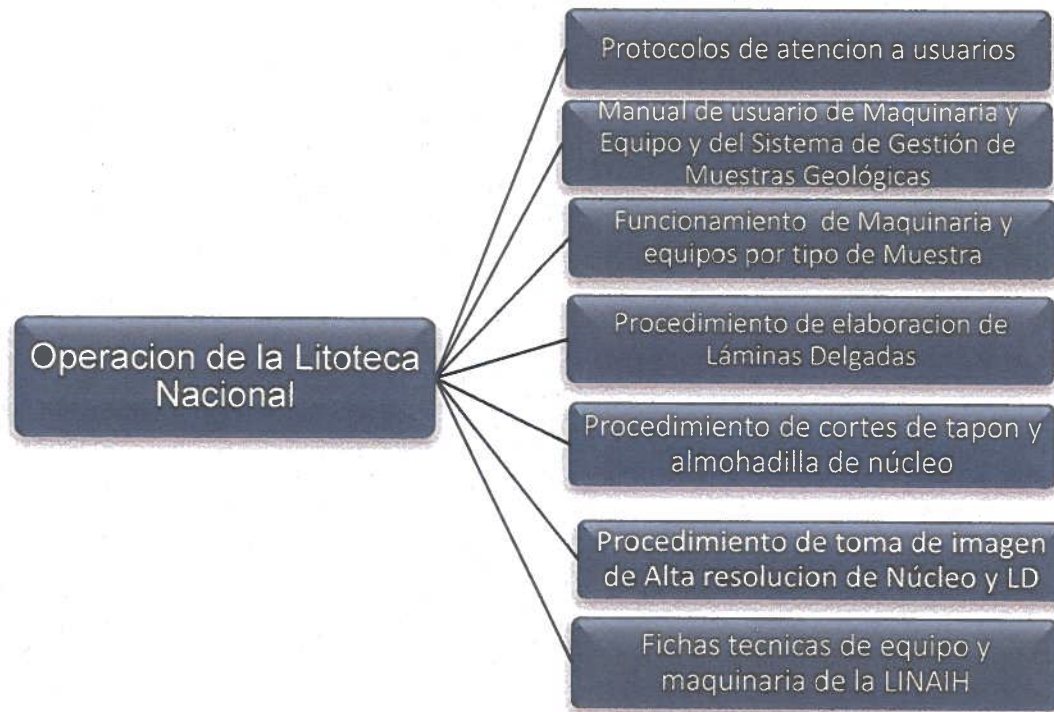 Protocolos de atencion a usuarios
Manual de usuario de Maquinaria y
Equipo y del Sistema de Gestión de
Muestras Geológicas
Funcionamiento de Maquinaria y
equipos por tipo de Muestra
Operacion de la Litoteca
Nacional
Procedimiento de elaboracion de
Láminas Delgadas
Procedimiento de cortes de tapon y
almohadilla de núcleo
Procedimiento de toma de imagen
de Alta resolucion de Núcleo y LD
Fichas tecnicas de equipo y
maquinaria de la LINAIH